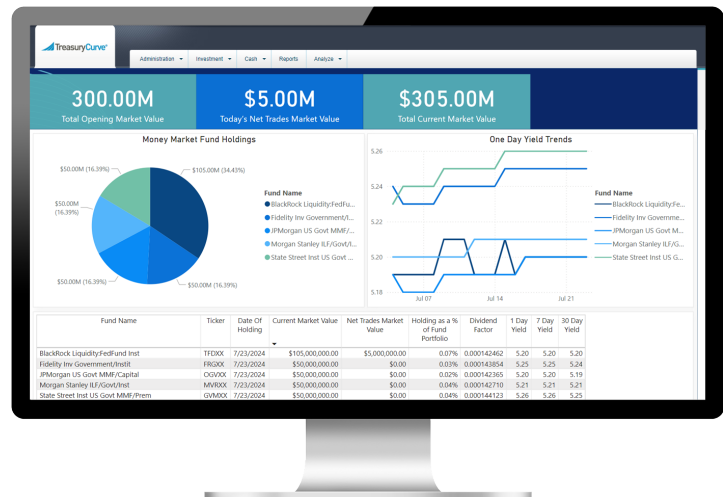 TreasuryCurve®
Administration Investment Cash Reports Analyze
300.00M
Total Opening Market Value
$5.00M
Today's Net Trades Market Value
$305.00M
Total Current Market Value
Money Market Fund Holdings
$50.00M (16.39%)
$105.00M (34.43%)
$50.00M
(16.39%)
$50.00M (16.39%)
$50.00M (16.39%)
Fund Name
BlackRock Liquidity:FedFu...
Fidelity Inv Government/I...
JPMorgan US Govt MMF/...
Morgan Stanley ILF/Govt/I...
State Street Inst US Govt ...
One Day Yield Trends
5.26
5.24
5.22
5.20
5.18
Jul 07 Jul 14 Jul 21
Fund Name
BlackRock Liquidity:Fe...
Fidelity Inv Governme...
JPMorgan US Govt M...
Morgan Stanley ILF/G...
State Street Inst US G...
Fund Name Ticker Date Of Holding Current Market Value Net Trades Market Value Holding as a % of Fund Portfolio Dividend Factor 1 Day Yield 7 Day Yield 30 Day Yield
BlackRock Liquidity:FedFund Inst TFDXX 7/23/2024 $105,000,000.00 $5,000,000.00 0.07% 0.000142462 5.20 5.20 5.20
Fidelity Inv Government/Instit FRGXX 7/23/2024 $50,000,000.00 $0.00 0.03% 0.000143854 5.25 5.25 5.24
JPMorgan US Govt MMF/Capital OGVXX 7/23/2024 $50,000,000.00 $0.00 0.02% 0.000142365 5.20 5.20 5.19
Morgan Stanley ILF/Govt/Inst MVRXX 7/23/2024 $50,000,000.00 $0.00 0.04% 0.000142710 5.21 5.21 5.21
State Street Inst US Govt MMF/Prem GVMXX 7/23/2024 $50,000,000.00 $0.00 0.04% 0.000144123 5.26 5.26 5.25